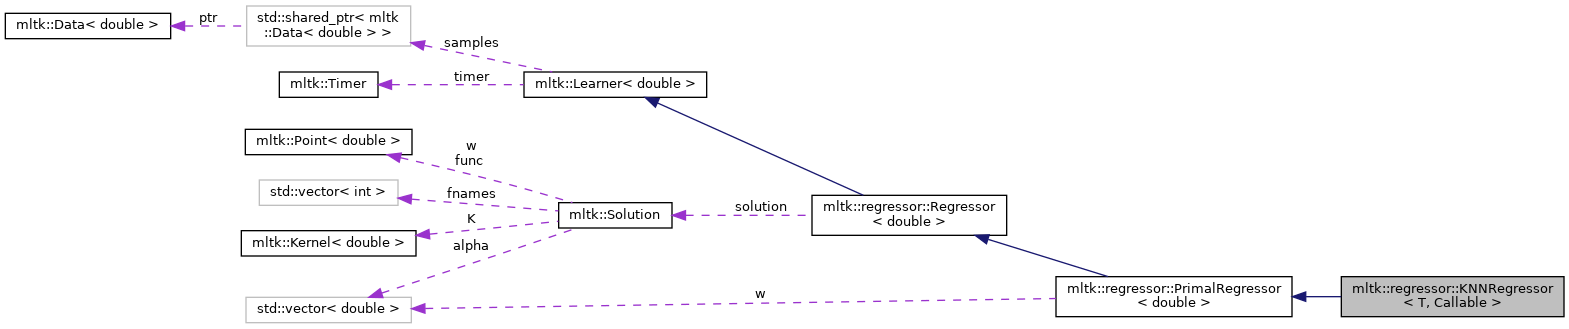 mltk::Data< double >
ptr
std::shared_ptr< mltk
::Data< double > >
samples
mltk::Timer
timer
mltk::Learner< double >
mltk::Point< double >
w
func
std::vector< int >
fnames
mltk::Solution
solution
mltk::regressor::Regressor
< double >
K
mltk::Kernel< double >
alpha
std::vector< double >
w
mltk::regressor::PrimalRegressor
< double >
mltk::regressor::KNNRegressor
< T, Callable >